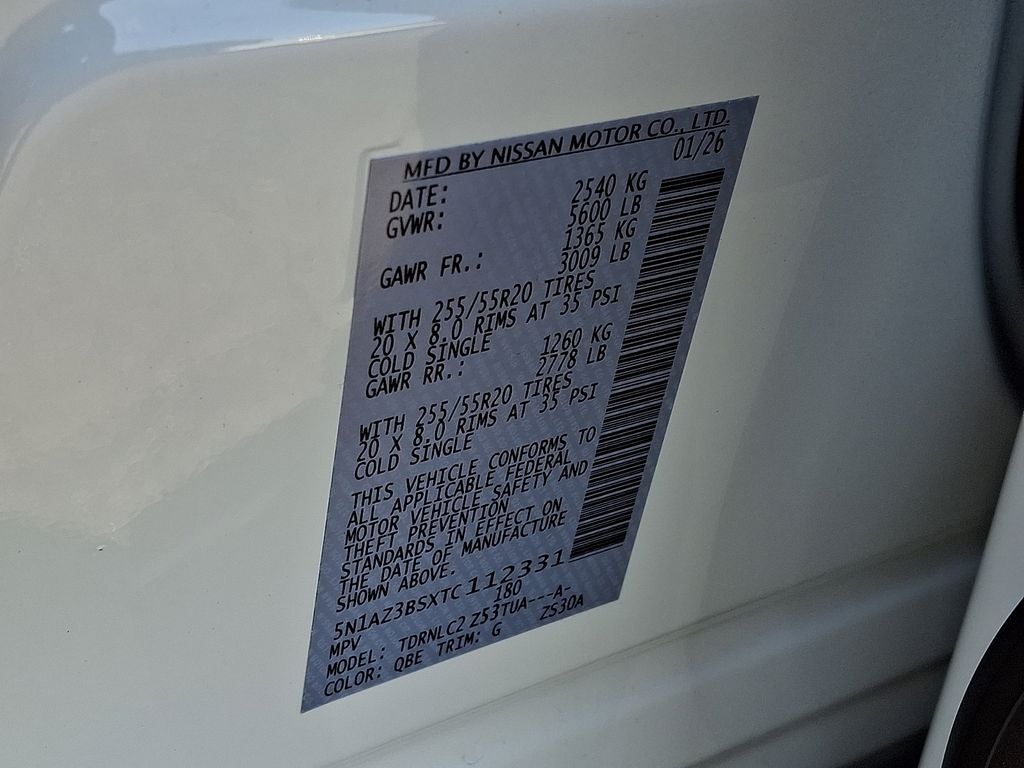 MFD BY NISSAN MOTOR CO., LTD.
DATE: 01/26
GVWR: 2540 KG
5600 LB
GAWR FR.: 1365 KG
3009 LB
WITH 255/55R20 TIRES
20 X 8.0 RIMS AT 35 PSI
COLD SINGLE
GAWR RR.: 1260 KG
2778 LB
WITH 255/55R20 TIRES
20 X 8.0 RIMS AT 35 PSI
COLD SINGLE
THIS VEHICLE CONFORMS TO
ALL APPLICABLE FEDERAL
MOTOR VEHICLE SAFETY AND
THEFT PREVENTION
STANDARDS IN EFFECT ON
THE DATE OF MANUFACTURE
SHOWN ABOVE.
5N1AZ3BSXTC112331
MPV 180
MODEL: TDRNLC2 Z53TUA---A-
COLOR: QBE TRIM: G ZS30A